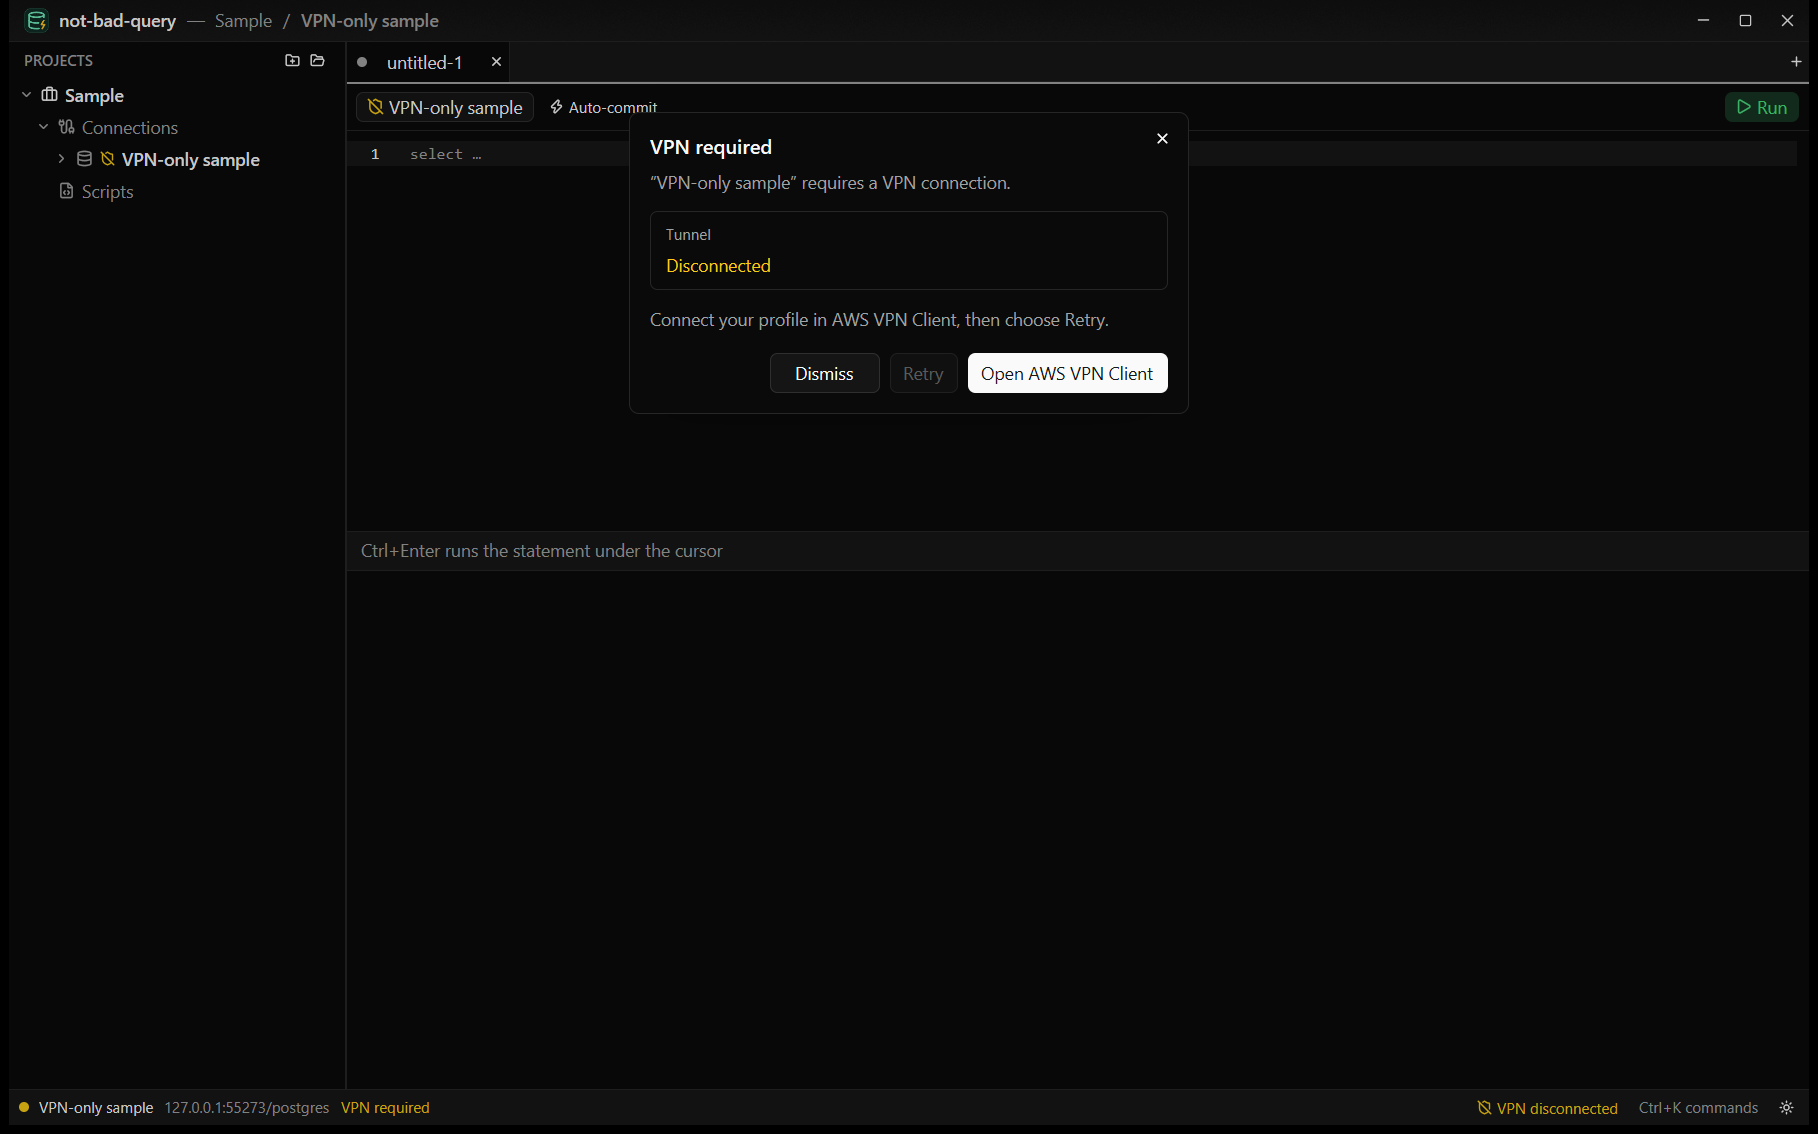 not-bad-query — Sample / VPN-only sample
PROJECTS
Sample
Connections
VPN-only sample
Scripts
untitled-1
VPN-only sample
Auto-commit
Run
1 select …
VPN required
“VPN-only sample” requires a VPN connection.
Tunnel
Disconnected
Connect your profile in AWS VPN Client, then choose Retry.
Dismiss
Retry
Open AWS VPN Client
Ctrl+Enter runs the statement under the cursor
VPN-only sample 127.0.0.1:55273/postgres VPN required
VPN disconnected Ctrl+K commands